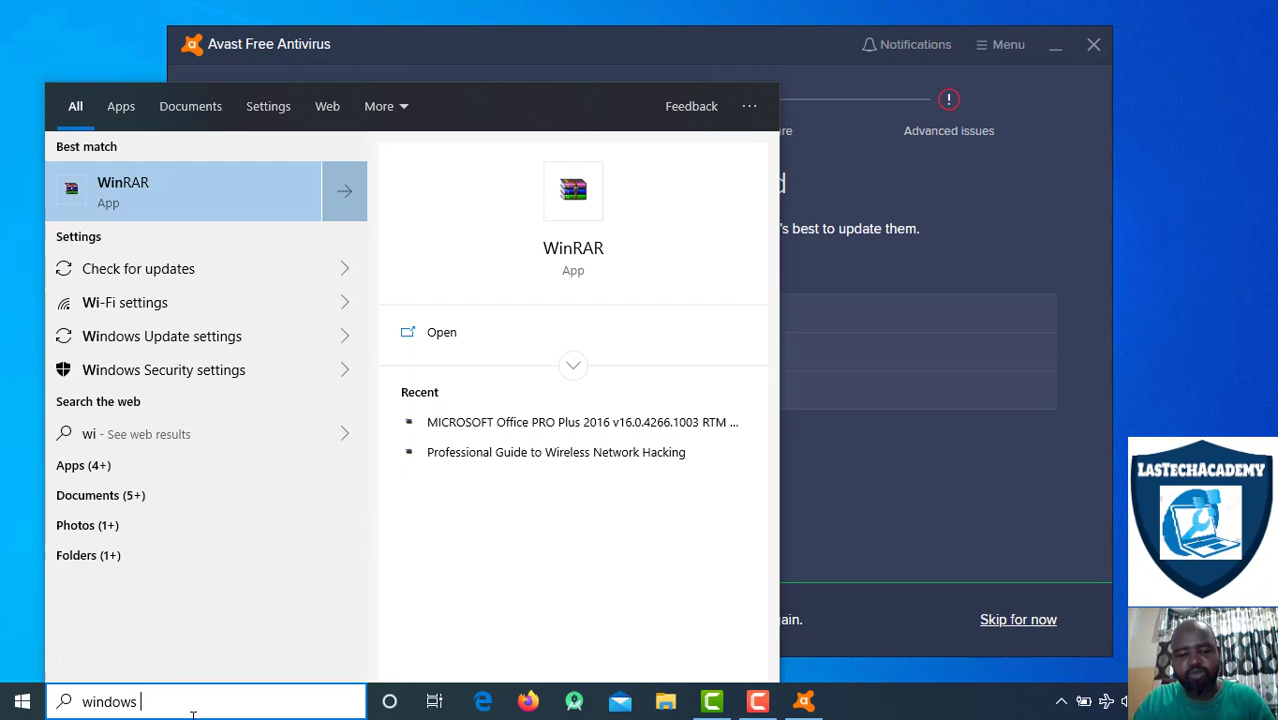 Avast Free Antivirus
Notifications
Menu
All
Apps
Documents
Settings
Web
More
Feedback
Advanced issues
Best match
WinRAR
App
Settings
Check for updates
Wi-Fi settings
Windows Update settings
Windows Security settings
Search the web
wi - See web results
Apps (4+)
Documents (5+)
Photos (1+)
Folders (1+)
WinRAR
App
Open
Recent
MICROSOFT Office PRO Plus 2016 v16.0.4266.1003 RTM ...
Professional Guide to Wireless Network Hacking
's best to update them.
Skip for now
LASTECHACADEMY
windows